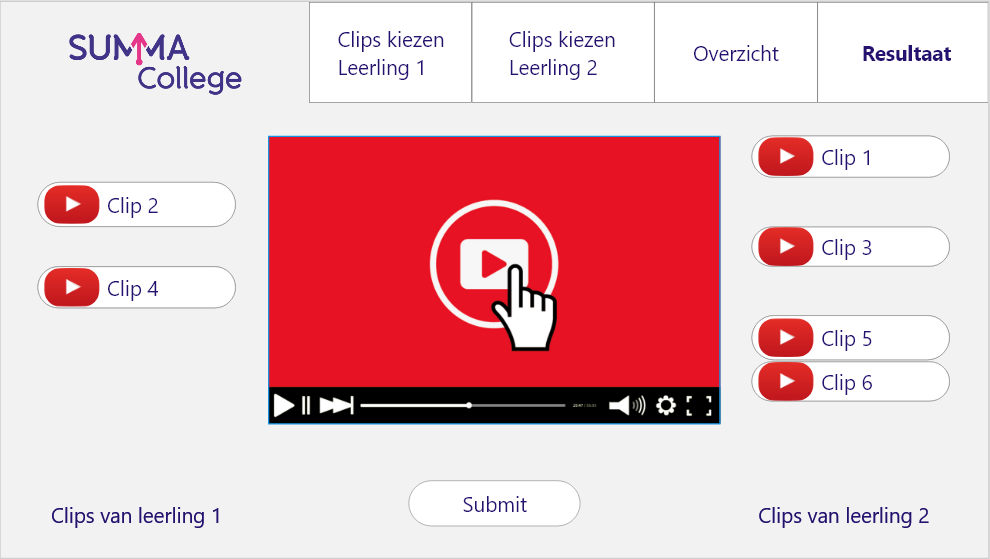 SUMMA
College
Clips kiezen
Leerling 1
Clips kiezen
Leerling 2
Overzicht
Resultaat
Clip 2
Clip 4
Clip 1
Clip 3
Clip 5
Clip 6
Submit
Clips van leerling 1
Clips van leerling 2